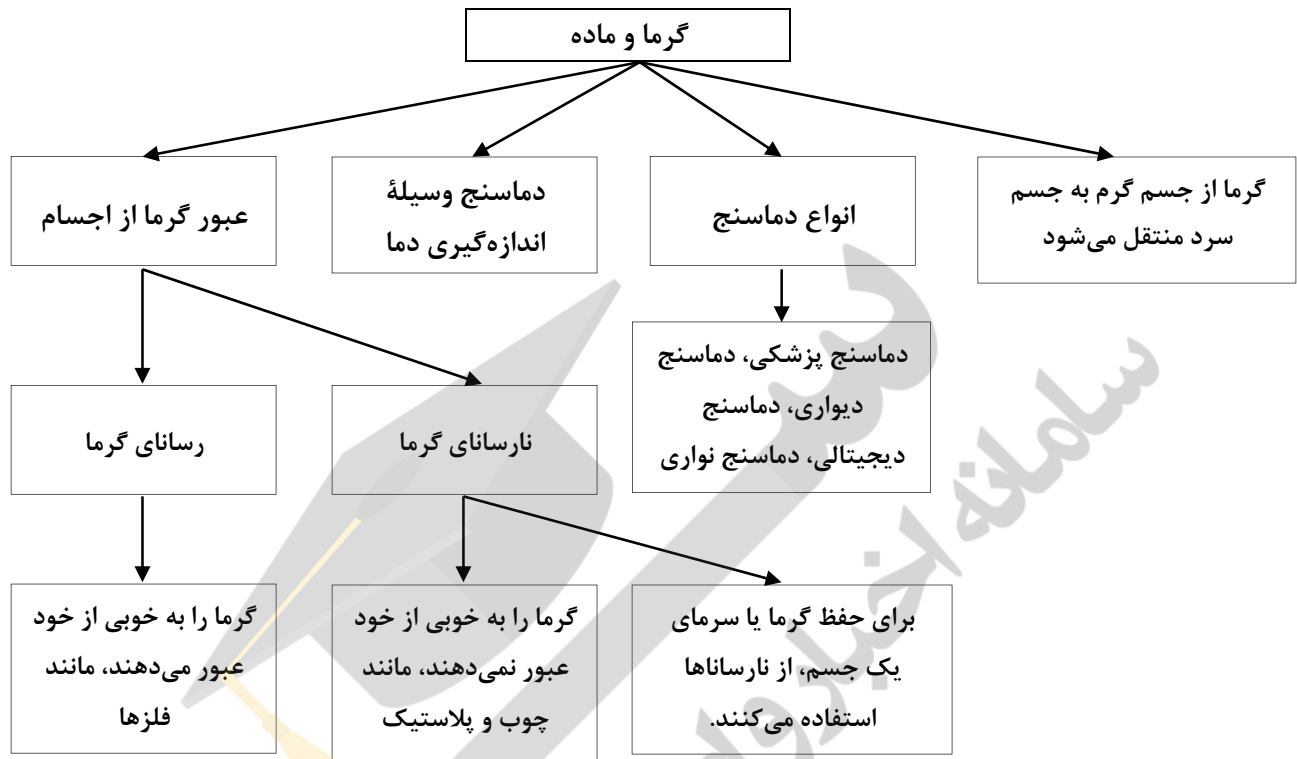 گرما و ماده
گرما از جسم گرم به جسم
سرد منتقل می‌شود
انواع دماسنج
دماسنج وسیلهٔ
اندازه‌گیری دما
عبور گرما از اجسام
دماسنج پزشکی، دماسنج
دیواری، دماسنج
دیجیتالی، دماسنج نواری
نارسانای گرما
رسانای گرما
برای حفظ گرما یا سرمای
یک جسم، از نارساناها
استفاده می‌کنند.
گرما را به خوبی از خود
عبور نمی‌دهند، مانند
چوب و پلاستیک
گرما را به خوبی از خود
عبور می‌دهند، مانند
فلزها
سامانه اخبار